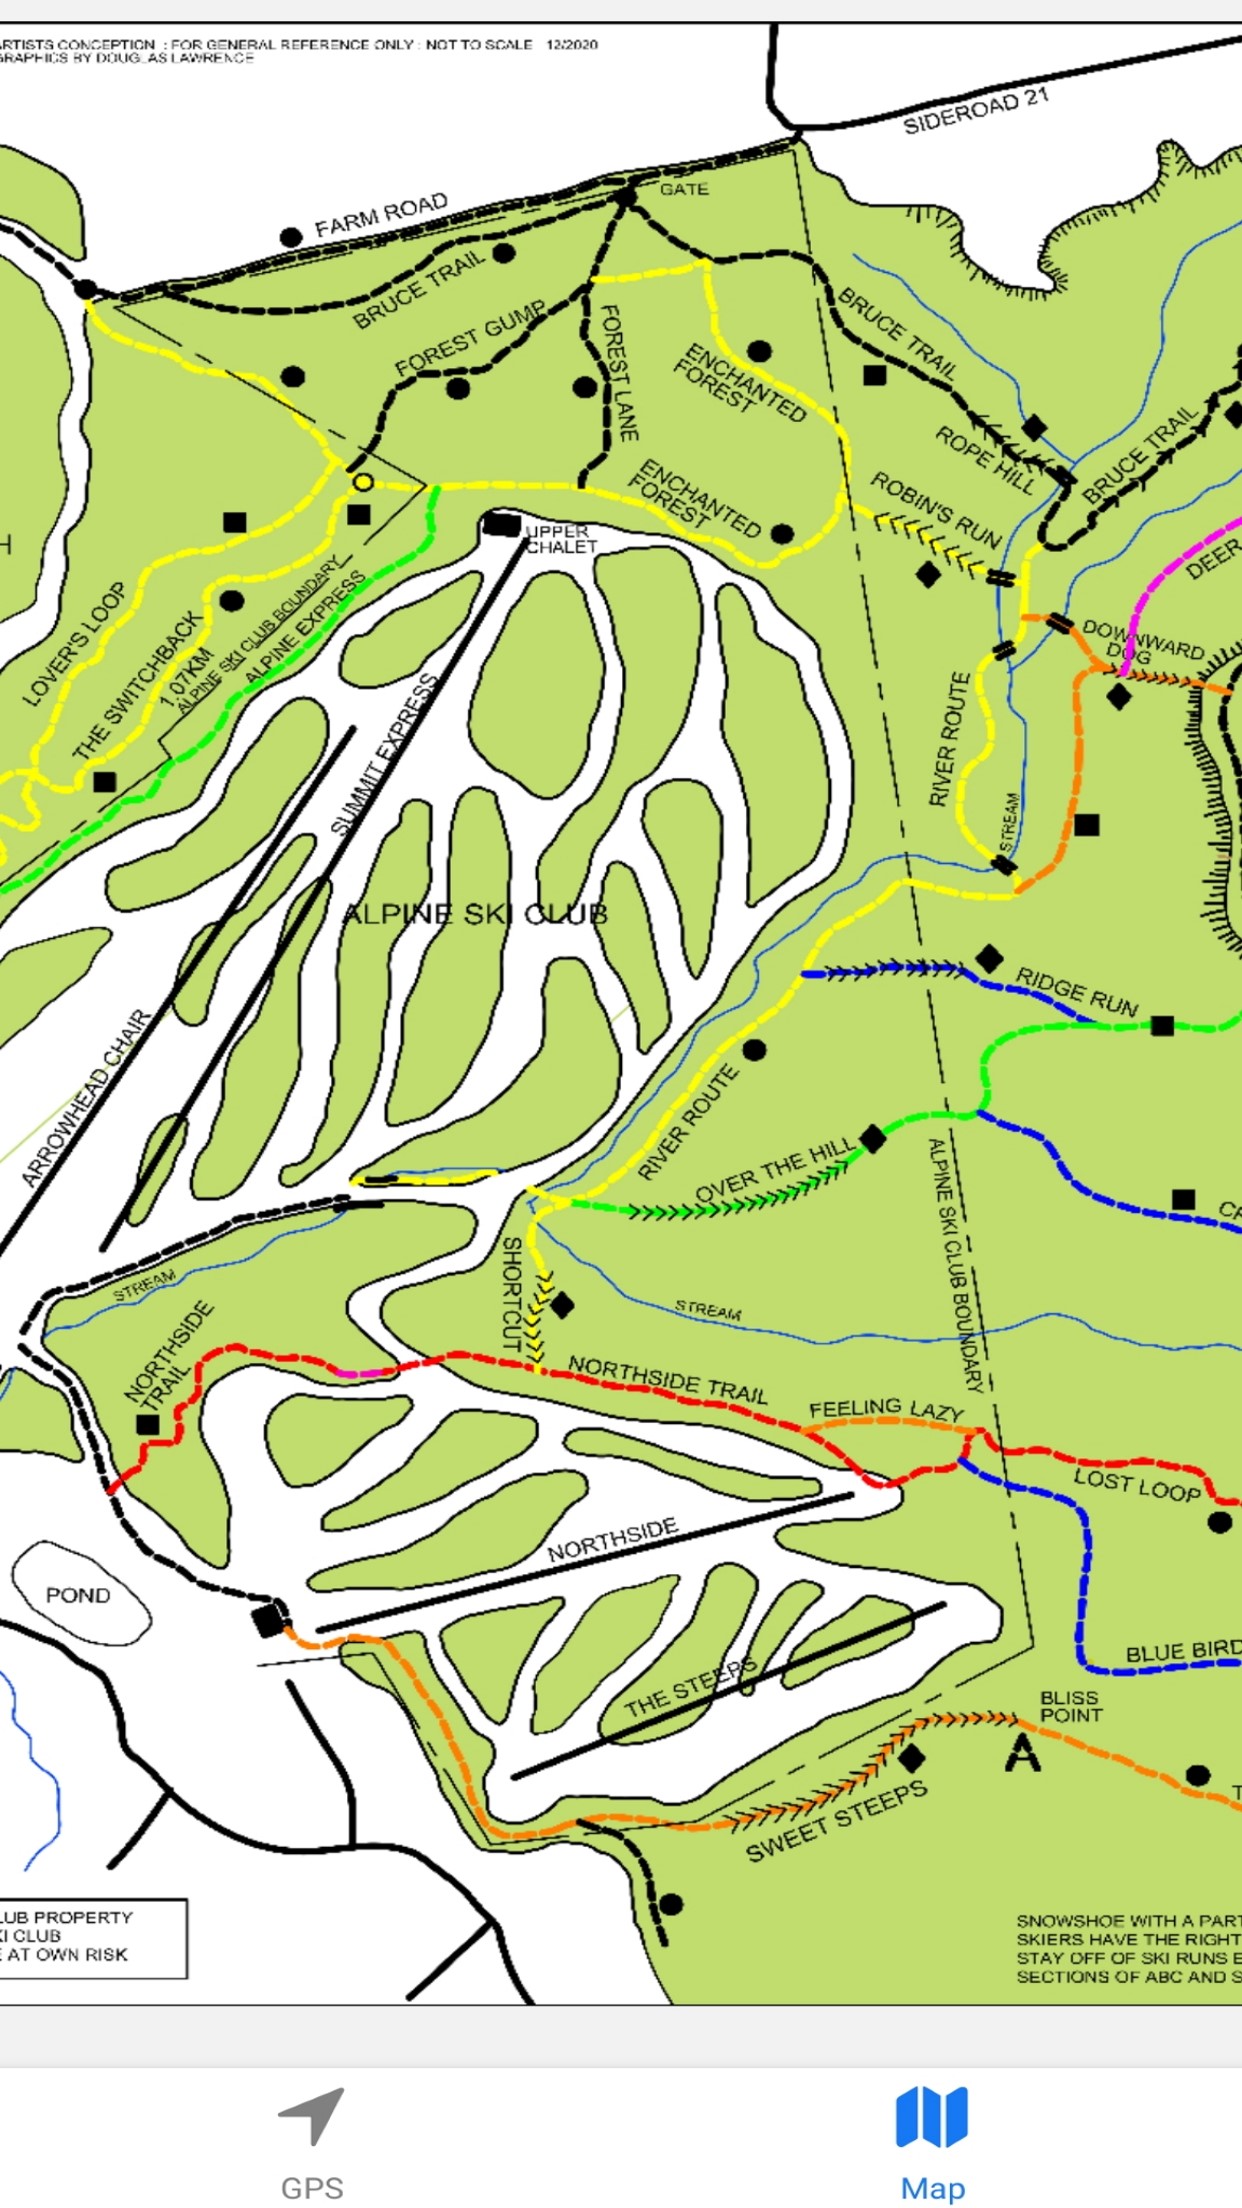 ARTISTS CONCEPTION : FOR GENERAL REFERENCE ONLY : NOT TO SCALE 12/2020
GRAPHICS BY DOUGLAS LAWRENCE
SIDEROAD 21
GATE
FARM ROAD
BRUCE TRAIL
FOREST GUMP
FOREST LANE
ENCHANTED
FOREST
BRUCE TRAIL
ROPE HILL
BRUCE TRAIL
ENCHANTED
FOREST
ROBIN'S RUN
UPPER
CHALET
H
DEER
LOVER'S LOOP
THE SWITCHBACK
1.07KM
ALPINE SKI CLUB BOUNDARY
ALPINE EXPRESS
DOWNWARD
DOG
SUMMIT EXPRESS
RIVER ROUTE
STREAM
ALPINE SKI CLUB
RIDGE RUN
ARROWHEAD CHAIR
RIVER ROUTE
OVER THE HILL
ALPINE SKI CLUB BOUNDARY
STREAM
SHORTCUT
STREAM
NORTHSIDE
TRAIL
NORTHSIDE TRAIL
FEELING LAZY
LOST LOOP
NORTHSIDE
POND
BLUE BIRD
THE STEEPS
BLISS
POINT
A
SWEET STEEPS
T
LUB PROPERTY
KI CLUB
E AT OWN RISK
SNOWSHOE WITH A PART
SKIERS HAVE THE RIGHT
STAY OFF OF SKI RUNS E
SECTIONS OF ABC AND S
GPS
Map